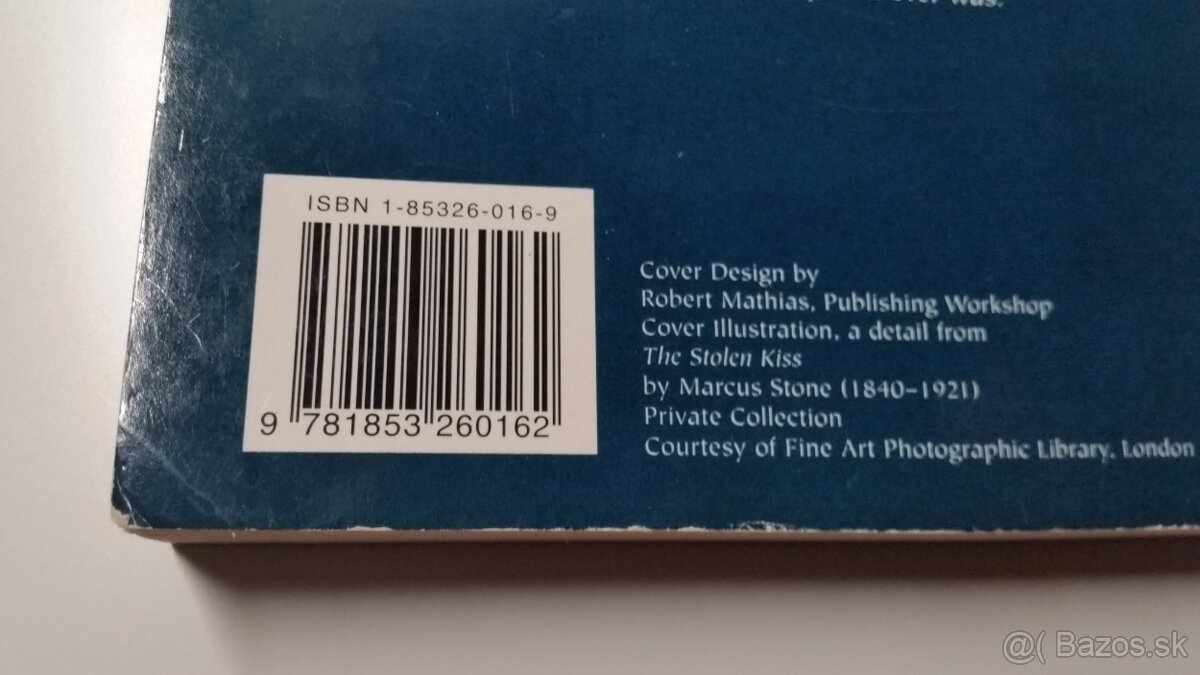 was.
ISBN 1-85326-016-9
9 781853 260162
Cover Design by
Robert Mathias, Publishing Workshop
Cover Illustration, a detail from
The Stolen Kiss
by Marcus Stone (1840–1921)
Private Collection
Courtesy of Fine Art Photographic Library, London
@( Bazos.sk